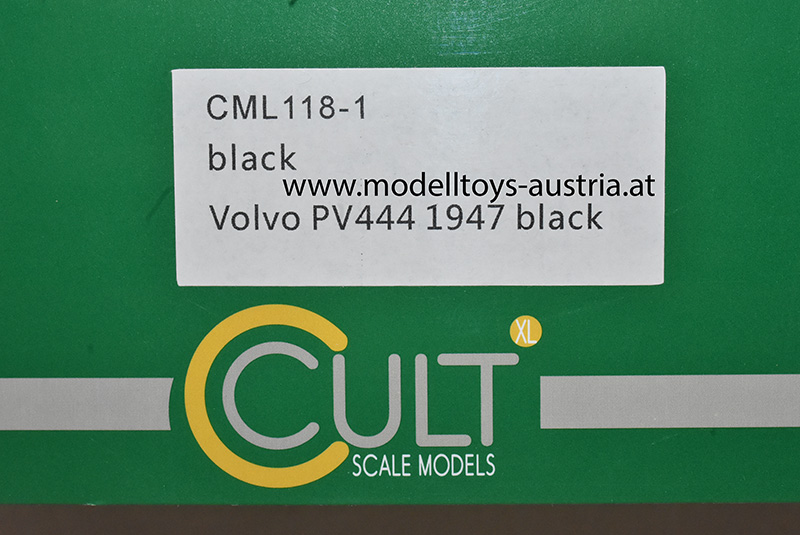 CML118-1
black
www.modelltoys-austria.at
Volvo PV444 1947 black
XL
CULT
SCALE MODELS